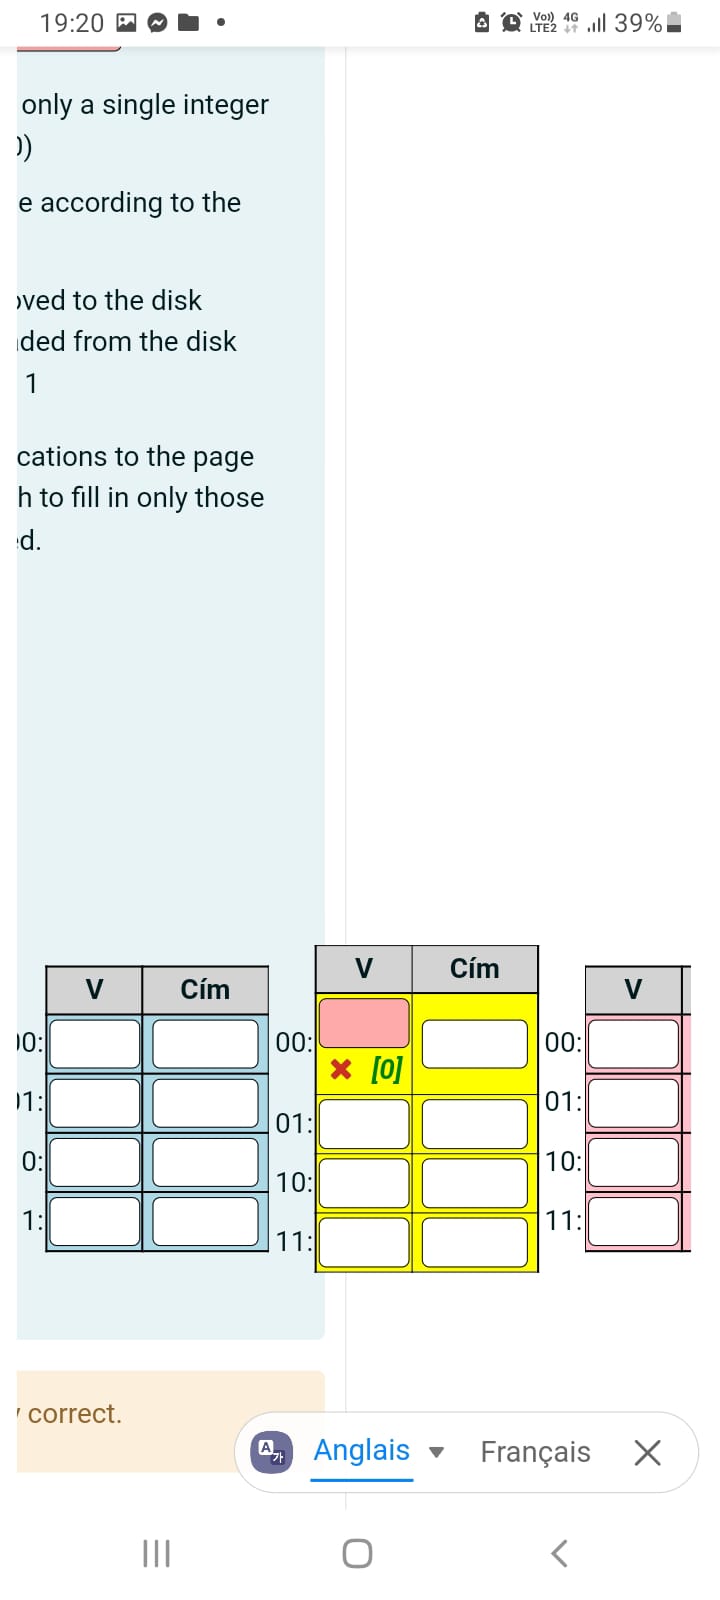 19:20 Vo)) LTE2 4G 39%
only a single integer
))
e according to the
oved to the disk
ded from the disk
1
cations to the page
h to fill in only those
ed.
V Cím V Cím V
00: 00: 00:
[0]
01: 01: 01:
0: 10: 10:
1: 11: 11:
correct.
Anglais Français